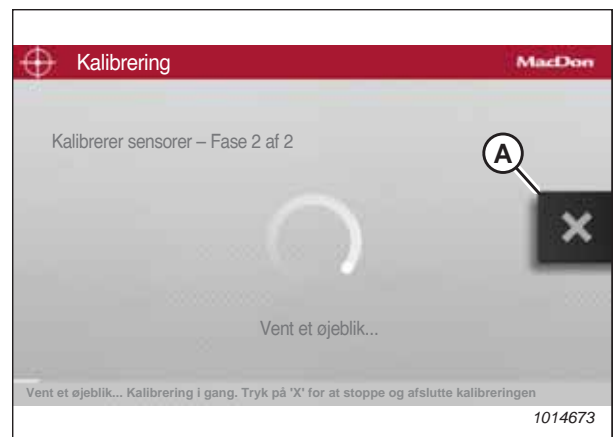 Kalibrering
MacDon
Kalibrerer sensorer – Fase 2 af 2
A
Vent et øjeblik...
Vent et øjeblik... Kalibrering i gang. Tryk på 'X' for at stoppe og afslutte kalibreringen
1014673